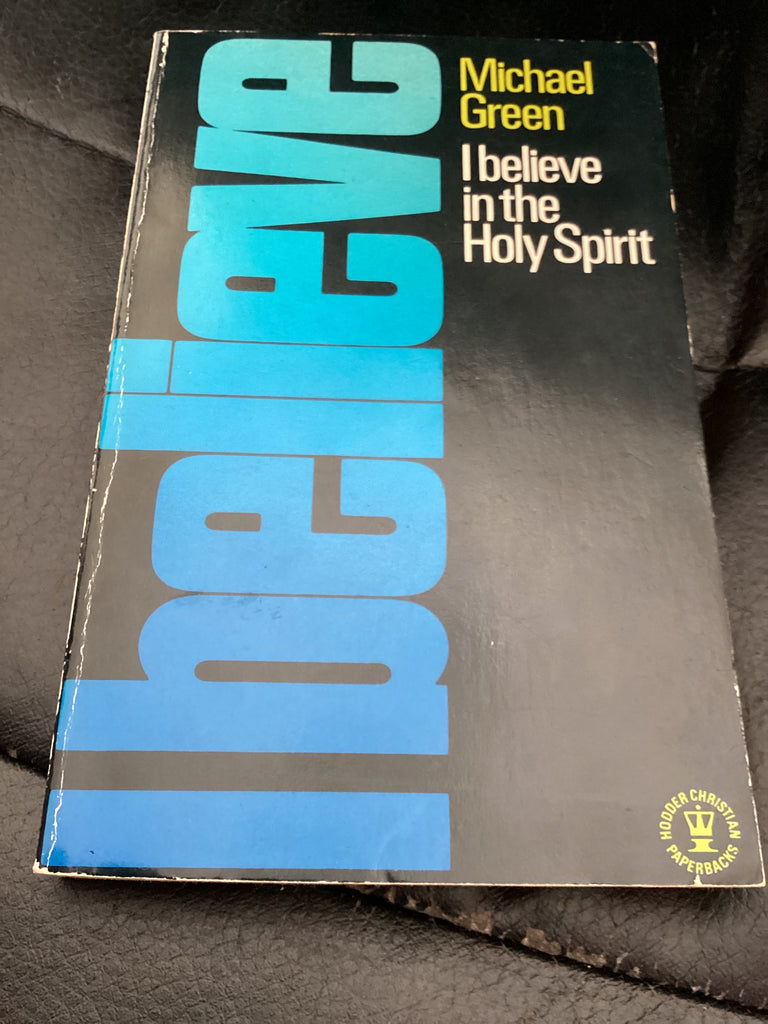 Michael
Green
I believe
in the
Holy Spirit
I believe
HODDER CHRISTIAN
PAPERBACKS